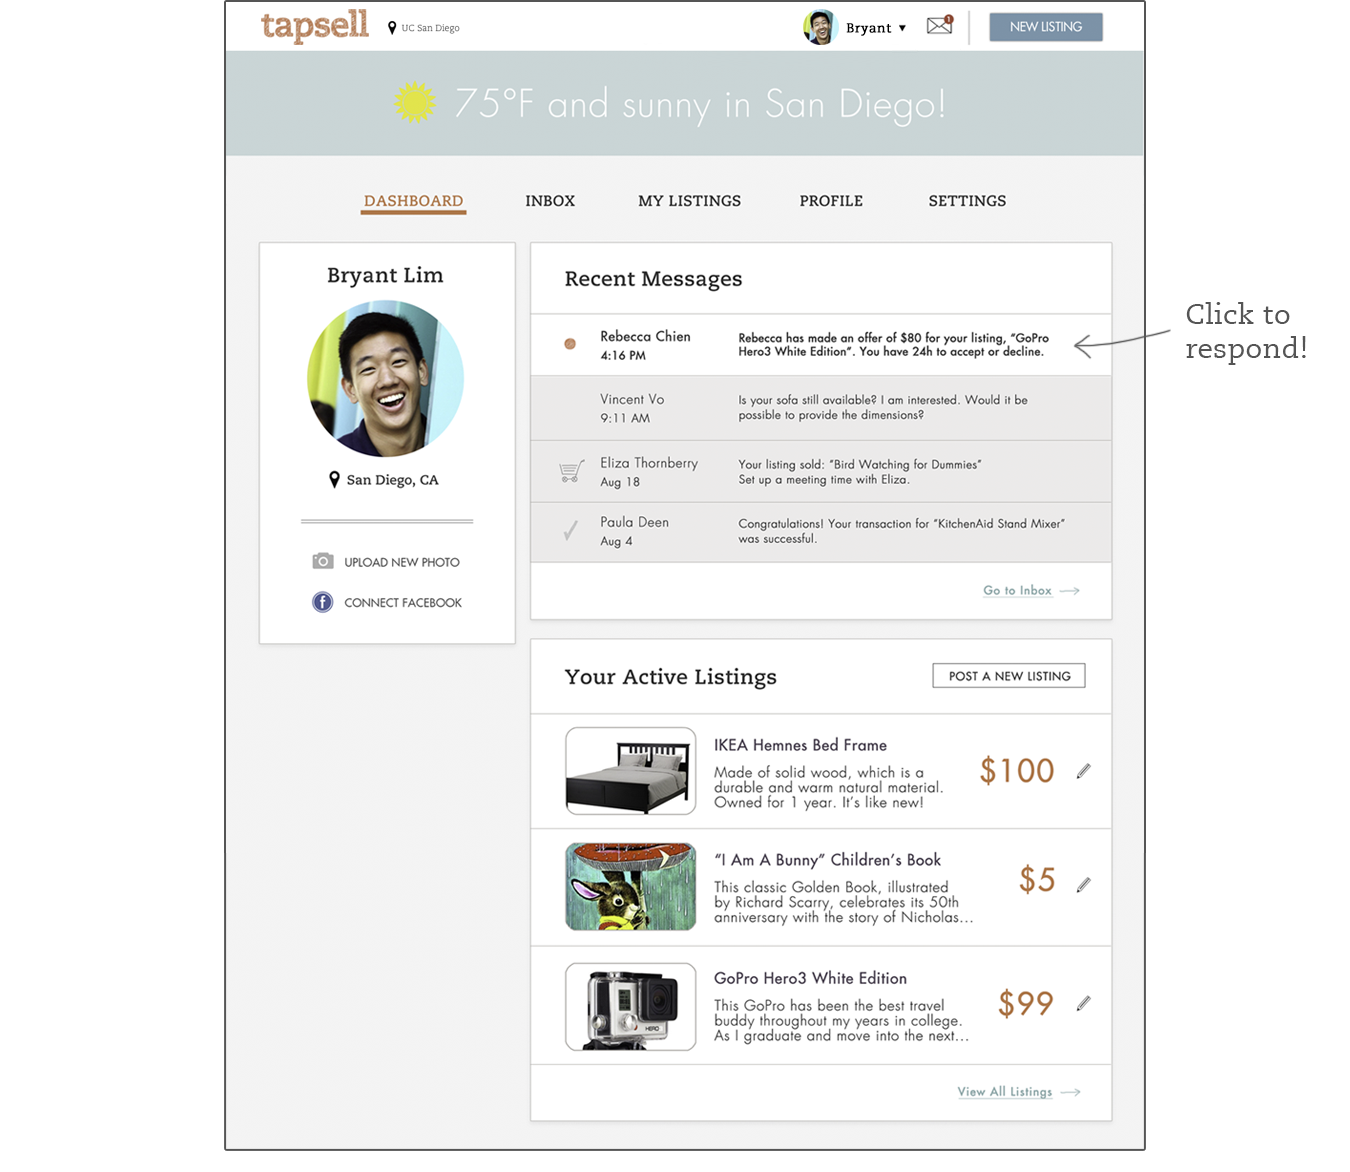 tapsell
UC San Diego
Bryant
1
NEW LISTING
75°F and sunny in San Diego!
DASHBOARD
INBOX
MY LISTINGS
PROFILE
SETTINGS
Bryant Lim
San Diego, CA
UPLOAD NEW PHOTO
f
CONNECT FACEBOOK
Recent Messages
Rebecca Chien
4:16 PM
Rebecca has made an offer of $80 for your listing, “GoPro
Hero3 White Edition”. You have 24h to accept or decline.
Click to
respond!
Vincent Vo
9:11 AM
Is your sofa still available? I am interested. Would it be
possible to provide the dimensions?
Eliza Thornberry
Aug 18
Your listing sold: “Bird Watching for Dummies”
Set up a meeting time with Eliza.
Paula Deen
Aug 4
Congratulations! Your transaction for “KitchenAid Stand Mixer”
was successful.
Go to Inbox
Your Active Listings
POST A NEW LISTING
IKEA Hemnes Bed Frame
Made of solid wood, which is a
durable and warm natural material.
Owned for 1 year. It’s like new!
$100
“I Am A Bunny” Children’s Book
This classic Golden Book, illustrated
by Richard Scarry, celebrates its 50th
anniversary with the story of Nicholas...
$5
HERO
GoPro Hero3 White Edition
This GoPro has been the best travel
buddy throughout my years in college.
As I graduate and move into the next...
$99
View All Listings